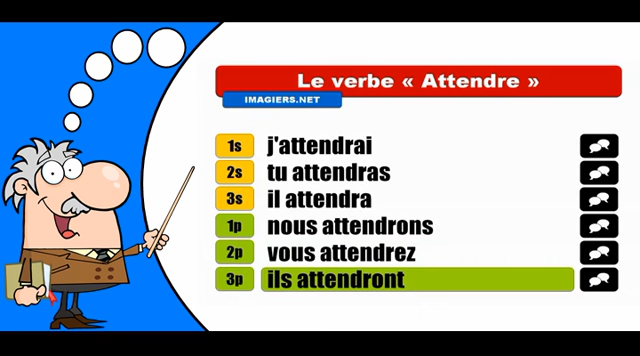 Le verbe « Attendre »
IMAGIERS.NET
1s j'attendrai
2s tu attendras
3s il attendra
1p nous attendrons
2p vous attendrez
3p ils attendront